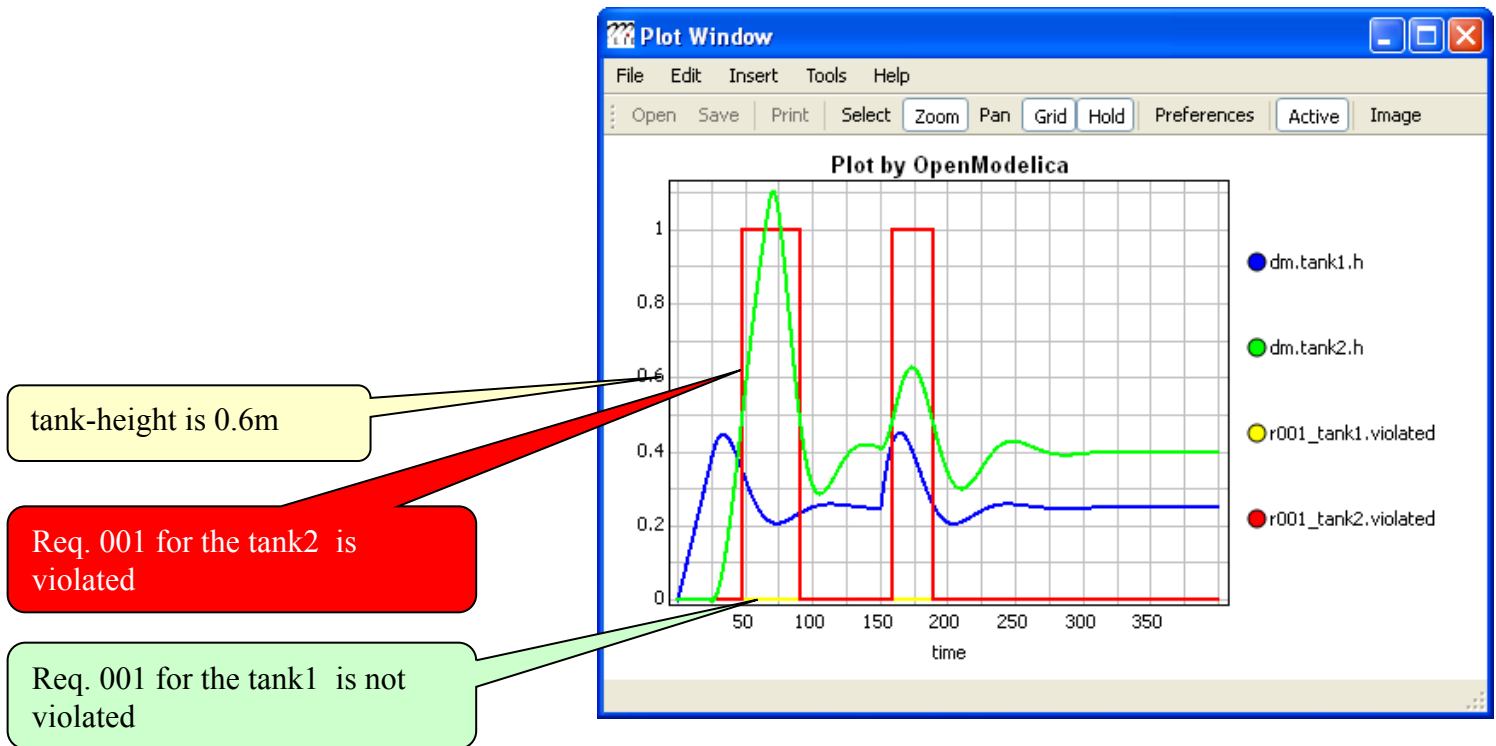 Plot Window
File Edit Insert Tools Help
Open Save Print Select Zoom Pan Grid Hold Preferences Active Image
Plot by OpenModelica
1
0.8
0.6
0.4
0.2
0
50 100 150 200 250 300 350
time
dm.tank1.h
dm.tank2.h
r001_tank1.violated
r001_tank2.violated
tank-height is 0.6m
Req. 001 for the tank2 is
violated
Req. 001 for the tank1 is not
violated